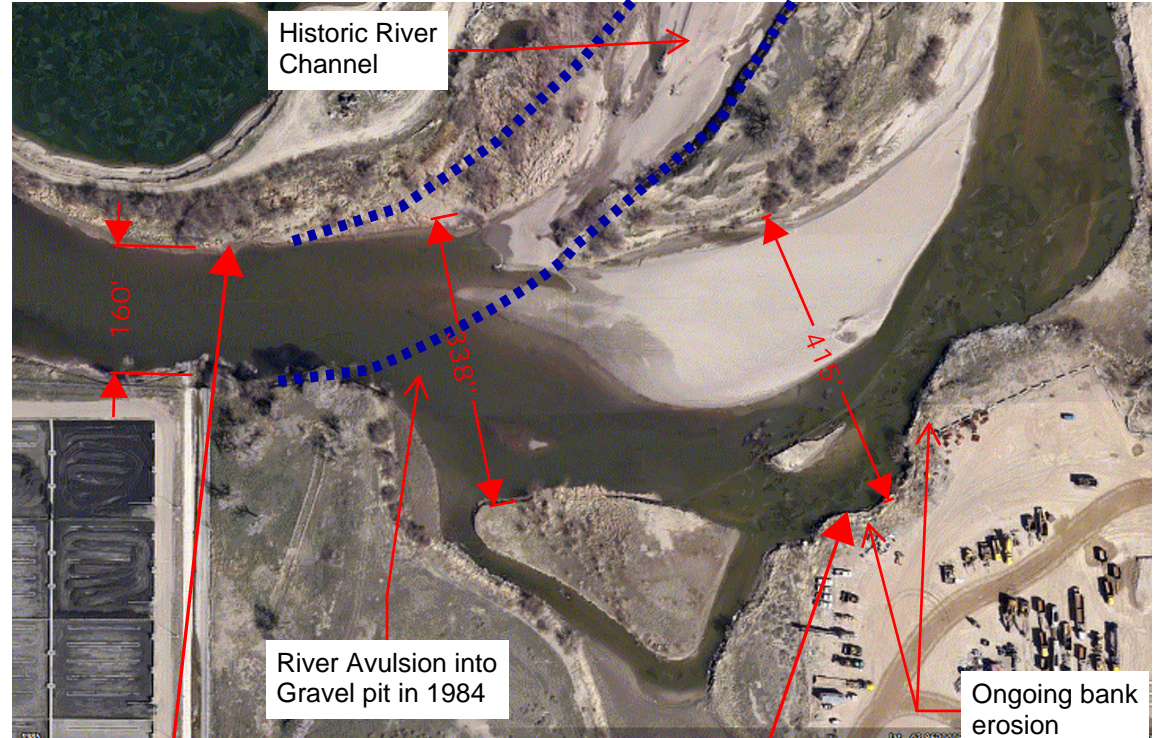 Historic River
Channel
160'
338'
415'
River Avulsion into
Gravel pit in 1984
Ongoing bank
erosion